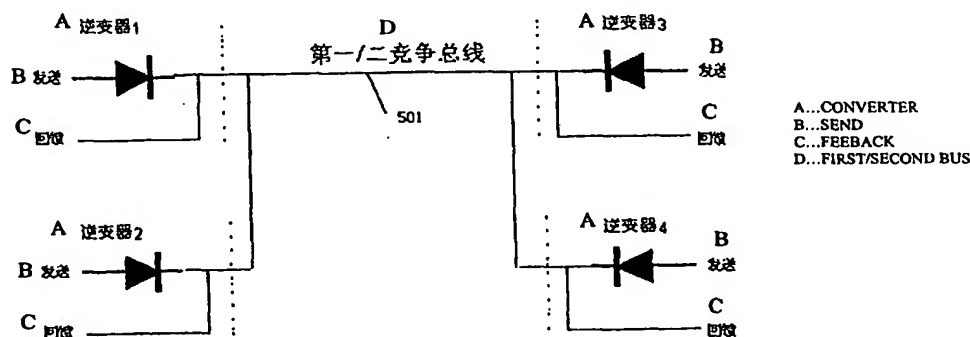 A 逆变器1
B 发送
C 回馈
D
第一/二竞争总线
501
A 逆变器3
B
发送
C
回馈
A...CONVERTER
B...SEND
C...FEEBACK
D...FIRST/SECOND BUS
A 逆变器2
B 发送
C 回馈
A 逆变器4
B
发送
C
回馈